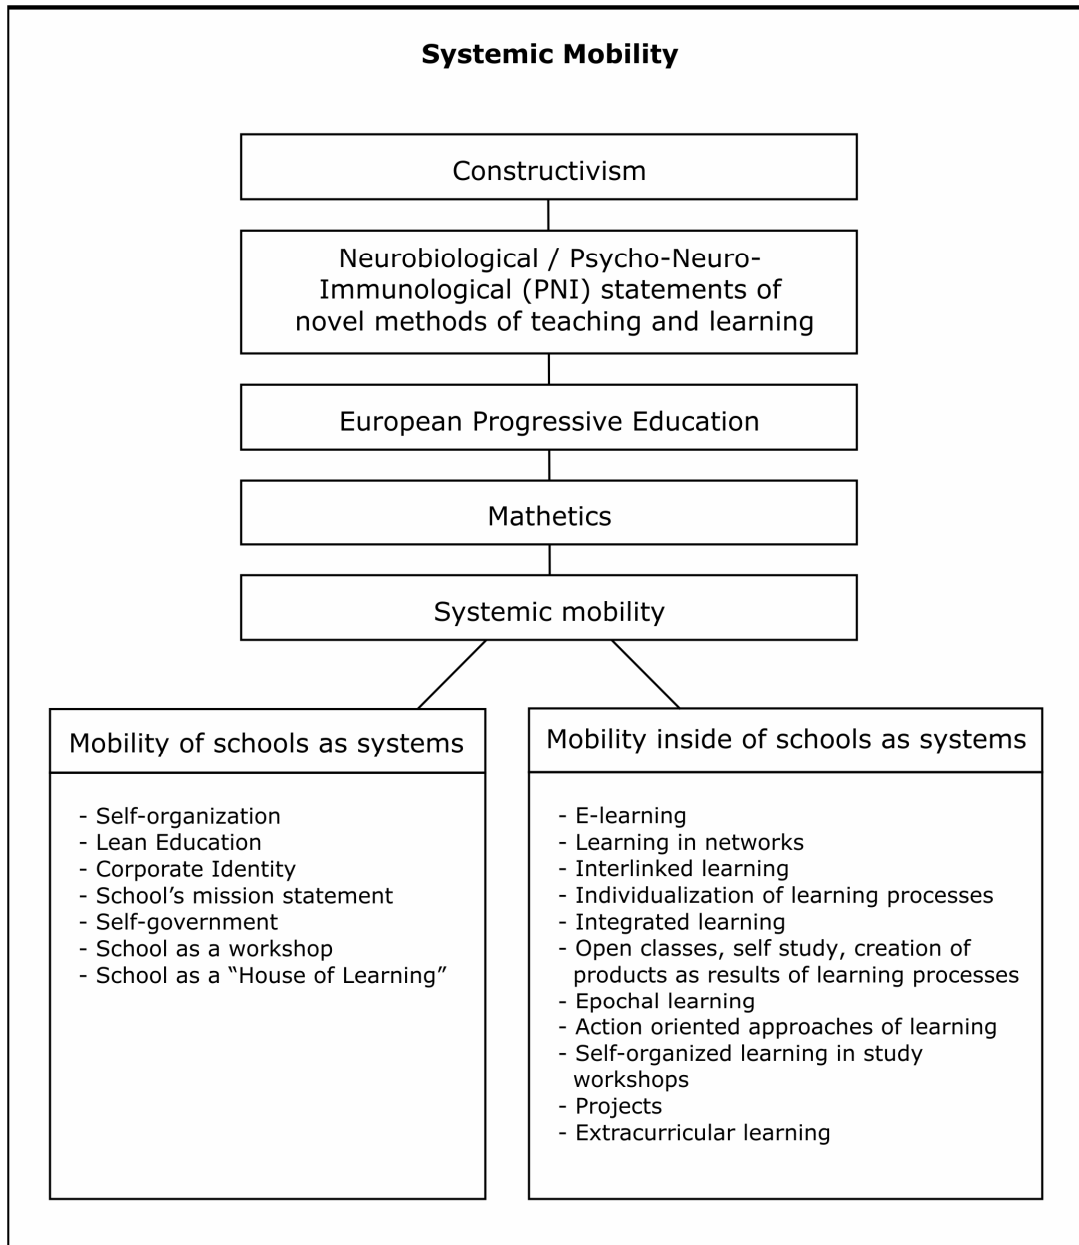 Systemic Mobility
Constructivism
Neurobiological / Psycho-Neuro-
Immunological (PNI) statements of
novel methods of teaching and learning
European Progressive Education
Mathetics
Systemic mobility
Mobility of schools as systems
- Self-organization
- Lean Education
- Corporate Identity
- School’s mission statement
- Self-government
- School as a workshop
- School as a “House of Learning”
Mobility inside of schools as systems
- E-learning
- Learning in networks
- Interlinked learning
- Individualization of learning processes
- Integrated learning
- Open classes, self study, creation of
products as results of learning processes
- Epochal learning
- Action oriented approaches of learning
- Self-organized learning in study
workshops
- Projects
- Extracurricular learning